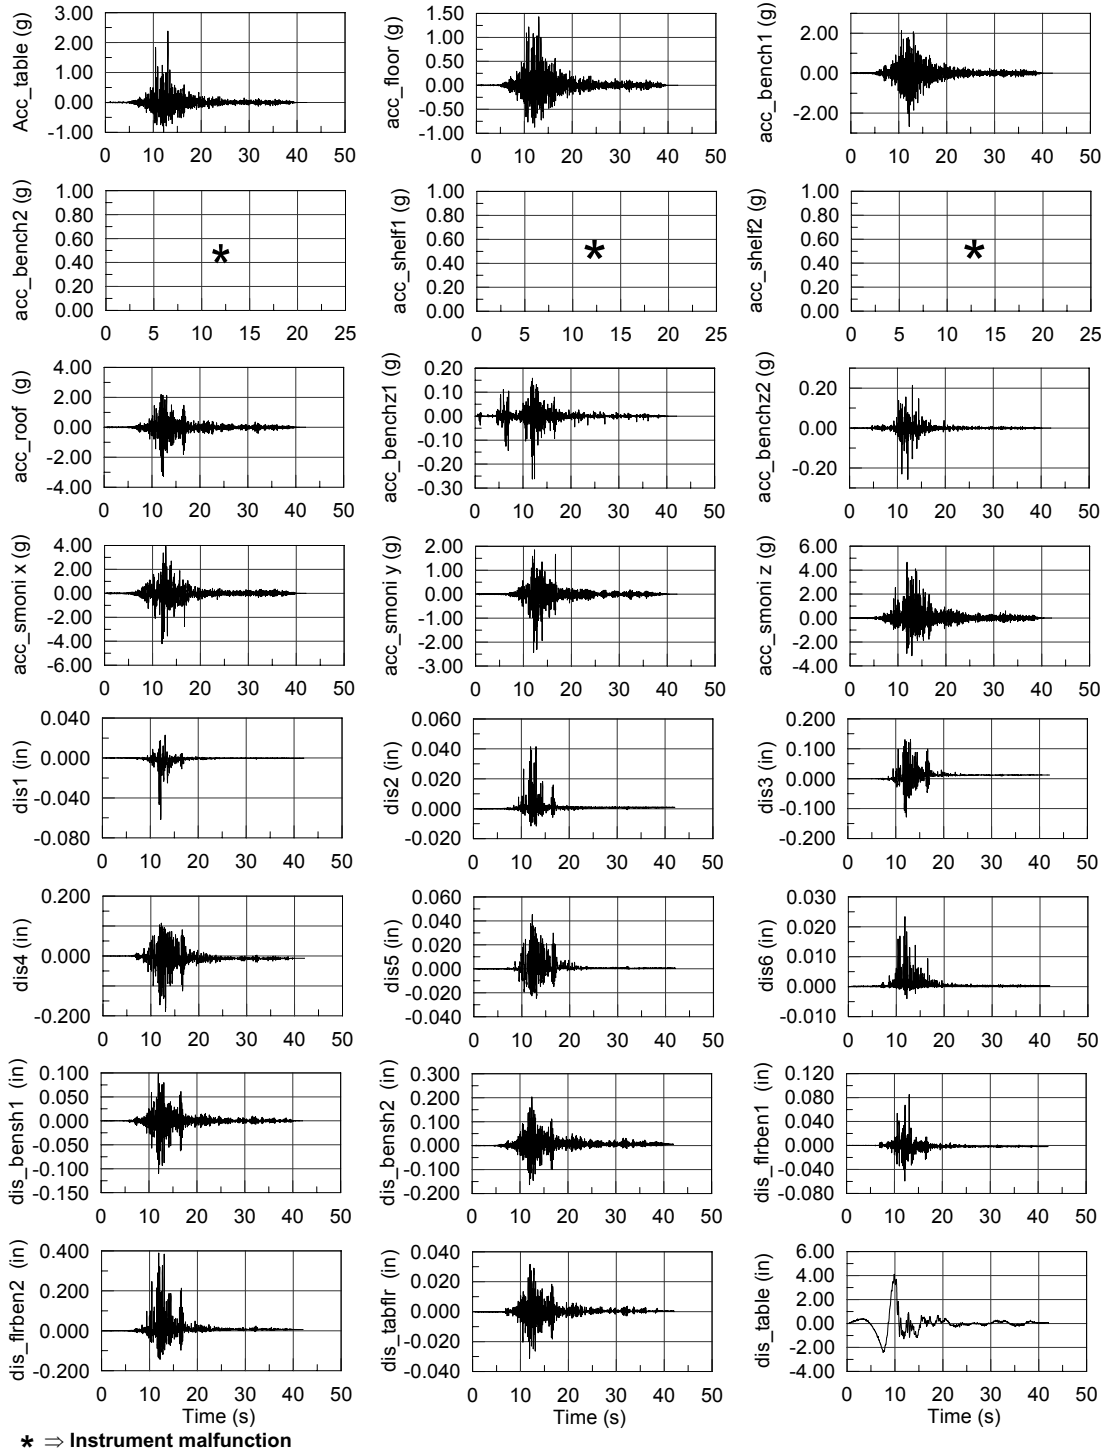 Acc_table (g)
3.00
2.00
1.00
0.00
-1.00
0 10 20 30 40 50
acc_floor (g)
1.50
1.00
0.50
0.00
-0.50
-1.00
0 10 20 30 40 50
acc_bench1 (g)
2.00
0.00
-2.00
0 10 20 30 40 50
acc_bench2 (g)
1.00
0.80
0.60
0.40
0.20
0.00
*
0 5 10 15 20 25
acc_shelf1 (g)
1.00
0.80
0.60
0.40
0.20
0.00
*
0 5 10 15 20 25
acc_shelf2 (g)
1.00
0.80
0.60
0.40
0.20
0.00
*
0 5 10 15 20 25
acc_roof (g)
4.00
2.00
0.00
-2.00
-4.00
0 10 20 30 40 50
acc_benchz1 (g)
0.20
0.10
0.00
-0.10
-0.20
-0.30
0 10 20 30 40 50
acc_benchz2 (g)
0.20
0.00
-0.20
0 10 20 30 40 50
acc_smoni x (g)
4.00
2.00
0.00
-2.00
-4.00
-6.00
0 10 20 30 40 50
acc_smoni y (g)
2.00
1.00
0.00
-1.00
-2.00
-3.00
0 10 20 30 40 50
acc_smoni z (g)
6.00
4.00
2.00
0.00
-2.00
-4.00
0 10 20 30 40 50
dis1 (in)
0.040
0.000
-0.040
-0.080
0 10 20 30 40 50
dis2 (in)
0.060
0.040
0.020
0.000
-0.020
0 10 20 30 40 50
dis3 (in)
0.200
0.100
0.000
-0.100
-0.200
0 10 20 30 40 50
dis4 (in)
0.200
0.000
-0.200
0 10 20 30 40 50
dis5 (in)
0.060
0.040
0.020
0.000
-0.020
-0.040
0 10 20 30 40 50
dis6 (in)
0.030
0.020
0.010
0.000
-0.010
0 10 20 30 40 50
dis_bensh1 (in)
0.100
0.050
0.000
-0.050
-0.100
-0.150
0 10 20 30 40 50
dis_bensh2 (in)
0.300
0.200
0.100
0.000
-0.100
-0.200
0 10 20 30 40 50
dis_flrben1 (in)
0.120
0.080
0.040
0.000
-0.040
-0.080
0 10 20 30 40 50
dis_flrben2 (in)
0.400
0.200
0.000
-0.200
0 10 20 30 40 50
Time (s)
dis_tabflr (in)
0.040
0.020
0.000
-0.020
-0.040
0 10 20 30 40 50
Time (s)
dis_table (in)
6.00
4.00
2.00
0.00
-2.00
-4.00
0 10 20 30 40 50
Time (s)
* ⇒ Instrument malfunction